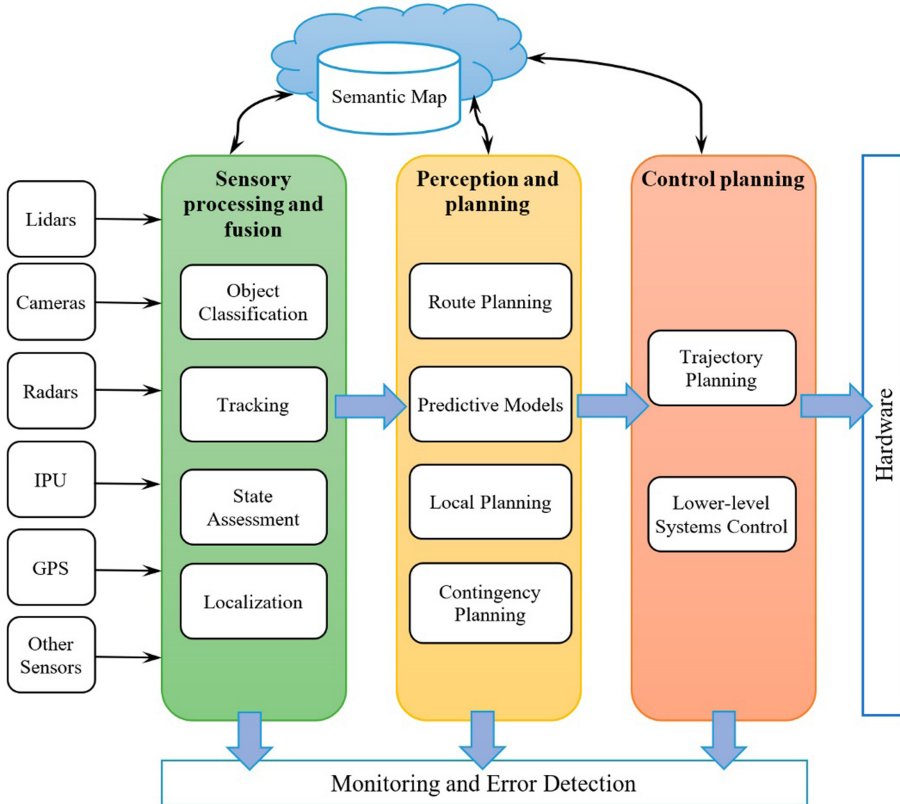 Semantic Map
Lidars
Cameras
Radars
IPU
GPS
Other
Sensors
Sensory
processing and
fusion
Object
Classification
Tracking
State
Assessment
Localization
Perception and
planning
Route Planning
Predictive Models
Local Planning
Contingency
Planning
Control planning
Trajectory
Planning
Lower-level
Systems Control
Hardware
Monitoring and Error Detection